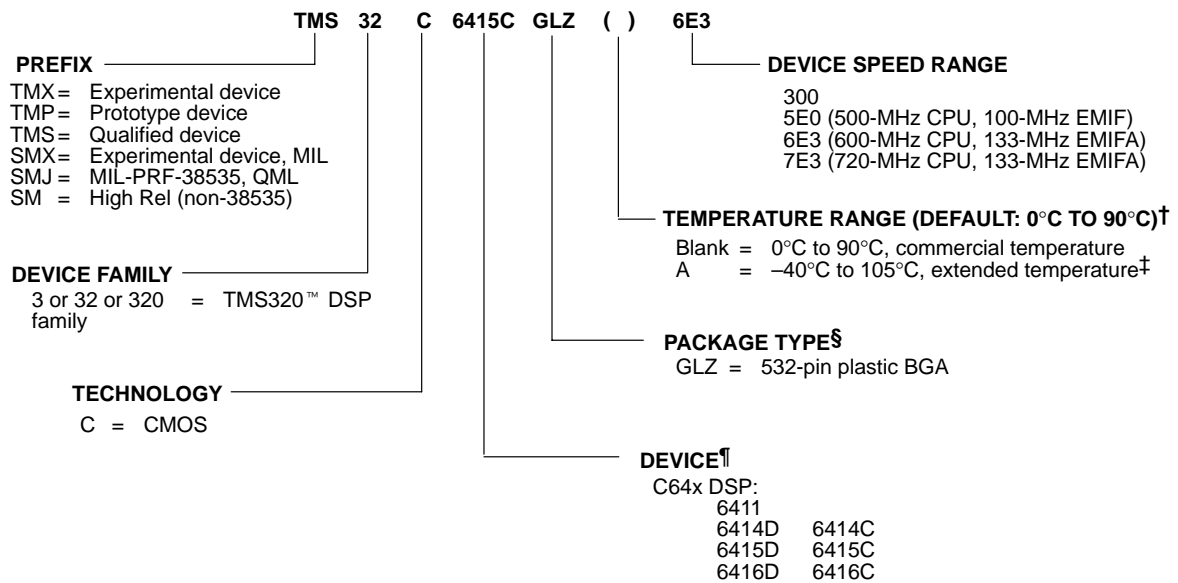 TMS 32 C 6415C GLZ ( ) 6E3
PREFIX
TMX = Experimental device
TMP = Prototype device
TMS = Qualified device
SMX = Experimental device, MIL
SMJ = MIL-PRF-38535, QML
SM = High Rel (non-38535)
DEVICE SPEED RANGE
300
5E0 (500-MHz CPU, 100-MHz EMIF)
6E3 (600-MHz CPU, 133-MHz EMIFA)
7E3 (720-MHz CPU, 133-MHz EMIFA)
TEMPERATURE RANGE (DEFAULT: 0°C TO 90°C)†
Blank = 0°C to 90°C, commercial temperature
A = –40°C to 105°C, extended temperature‡
DEVICE FAMILY
3 or 32 or 320 = TMS320™ DSP
family
PACKAGE TYPE§
GLZ = 532-pin plastic BGA
TECHNOLOGY
C = CMOS
DEVICE¶
C64x DSP:
6411
6414D 6414C
6415D 6415C
6416D 6416C